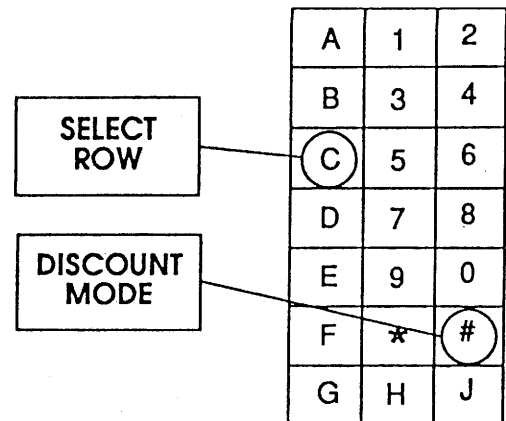 A 1 2
B 3 4
SELECT
ROW
C 5 6
D 7 8
DISCOUNT
MODE
E 9 0
F * #
G H J